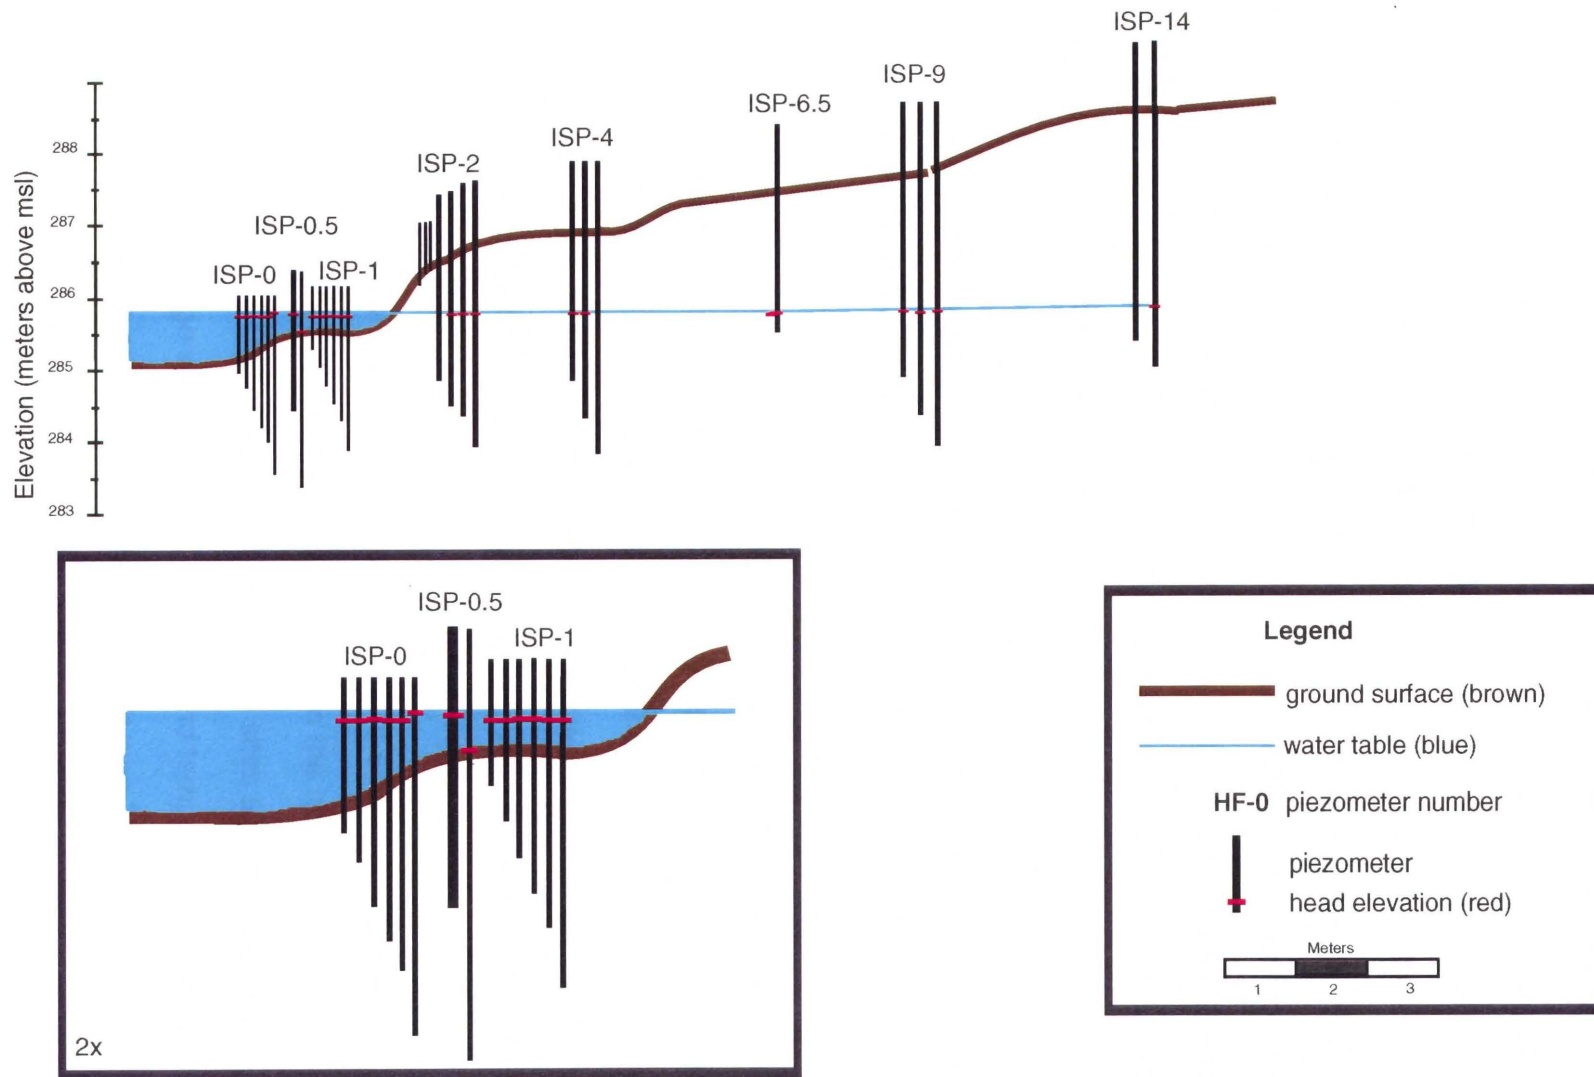 ISP-14
ISP-9
ISP-6.5
ISP-4
ISP-2
ISP-0.5
ISP-0
ISP-1
Elevation (meters above msl)
288
287
286
285
284
283
ISP-0.5
ISP-1
ISP-0
2x
Legend
ground surface (brown)
water table (blue)
HF-0 piezometer number
piezometer
head elevation (red)
Meters
1 2 3